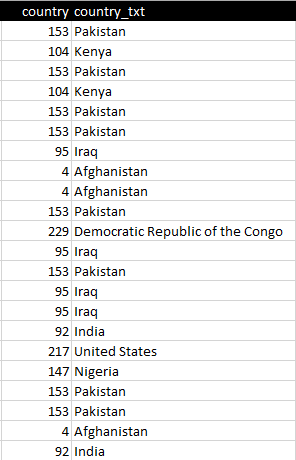 country country_txt
153 Pakistan
104 Kenya
153 Pakistan
104 Kenya
153 Pakistan
153 Pakistan
95 Iraq
4 Afghanistan
4 Afghanistan
153 Pakistan
229 Democratic Republic of the Congo
95 Iraq
153 Pakistan
95 Iraq
95 Iraq
92 India
217 United States
147 Nigeria
153 Pakistan
153 Pakistan
4 Afghanistan
92 India